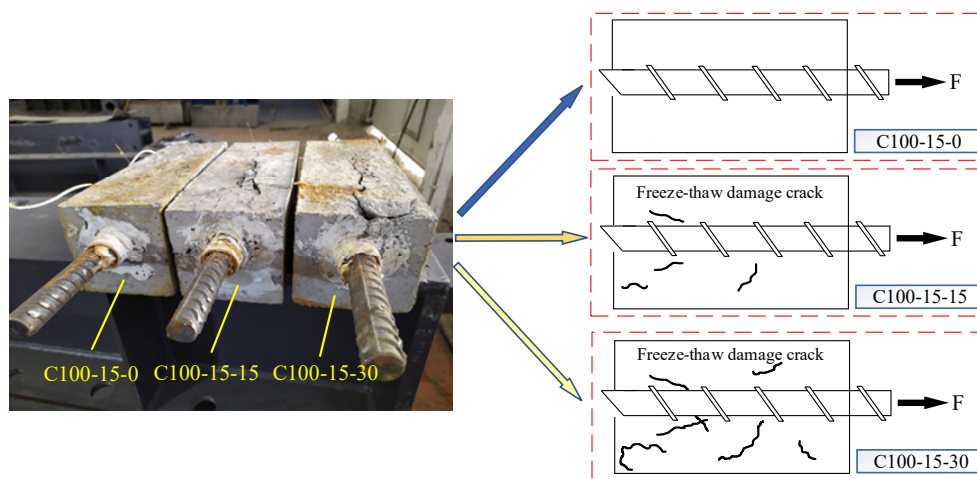 F
C100-15-0
Freeze-thaw damage crack
F
C100-15-15
C100-15-0 C100-15-15 C100-15-30
Freeze-thaw damage crack
F
C100-15-30